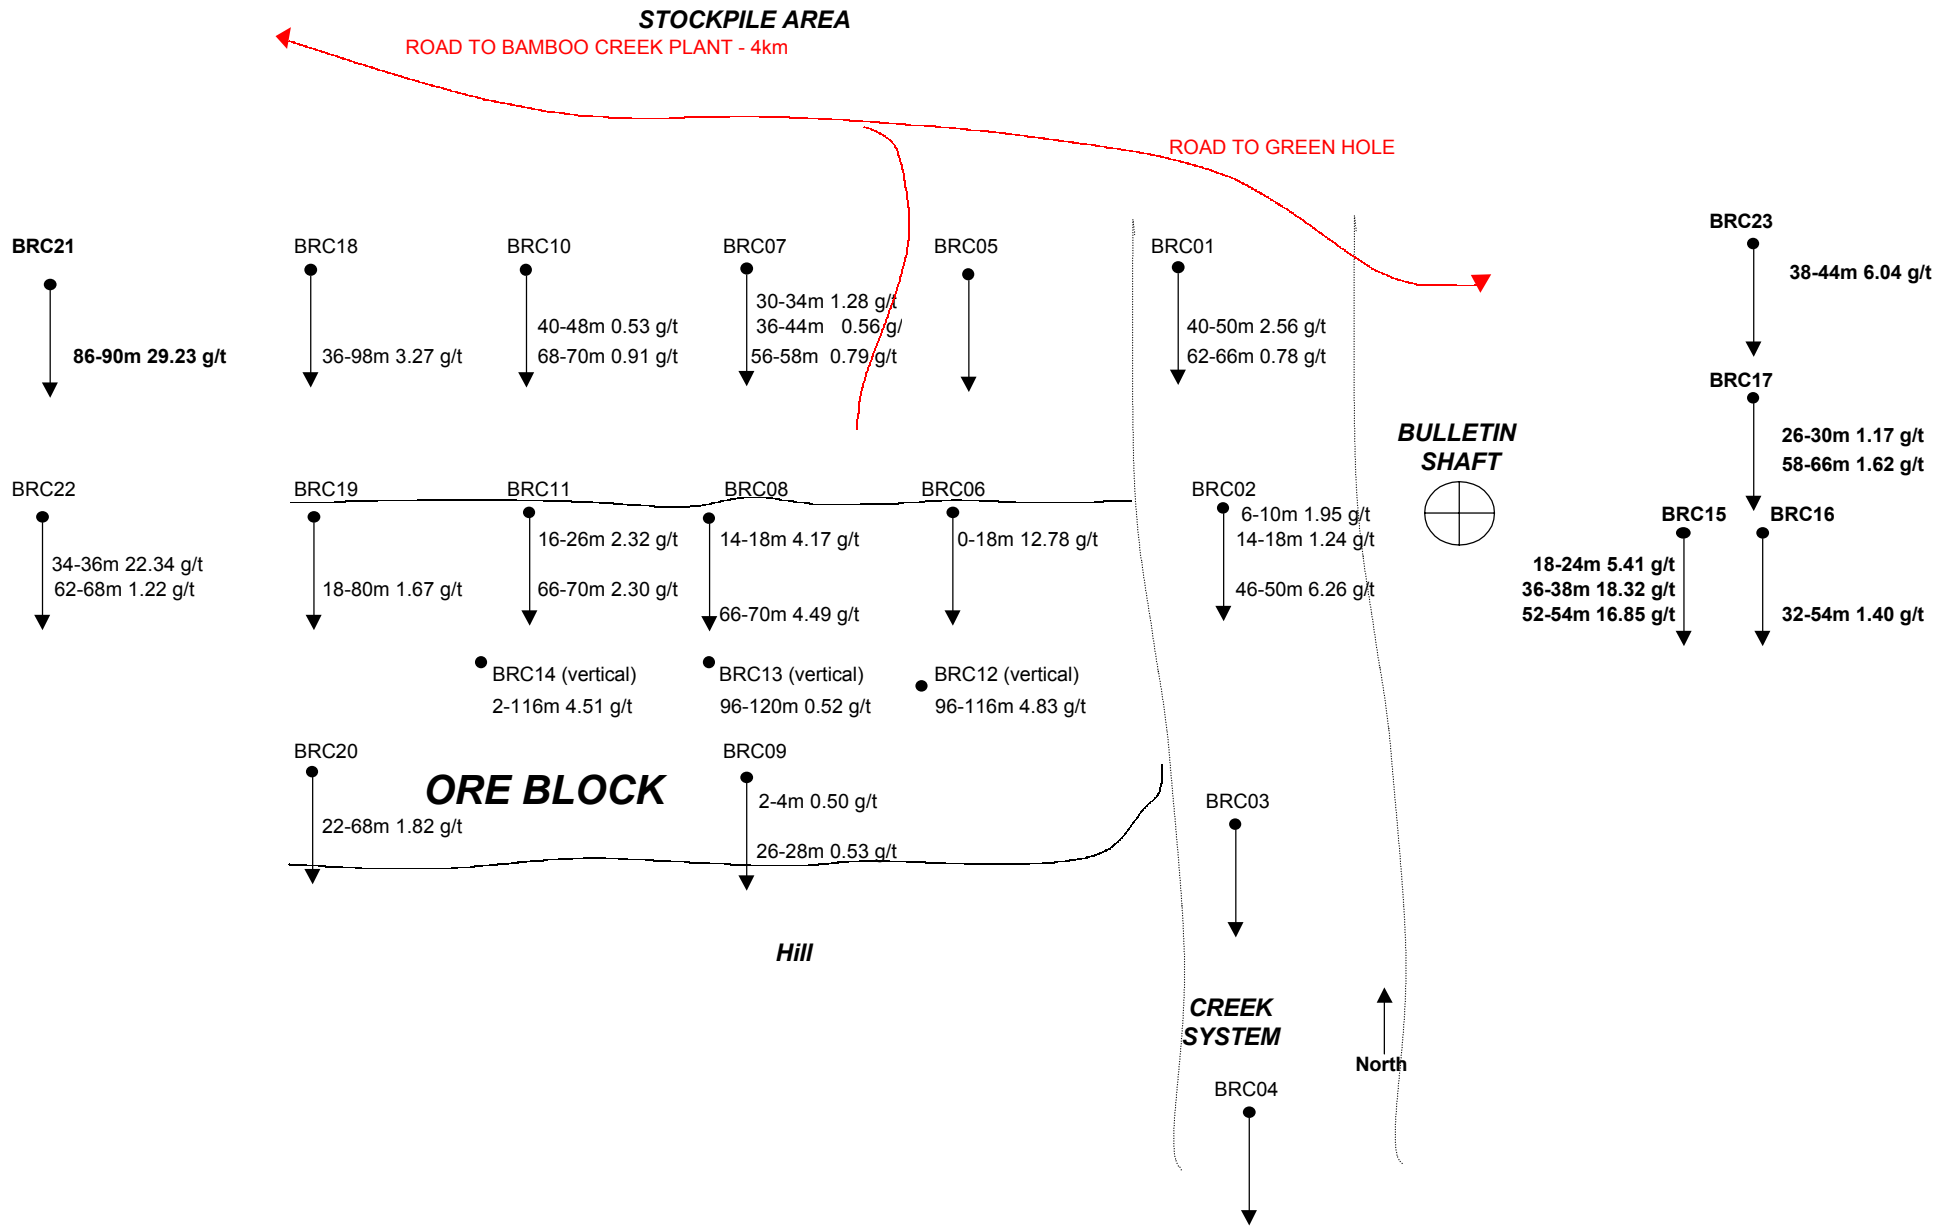 STOCKPILE AREA
ROAD TO BAMBOO CREEK PLANT - 4km
ROAD TO GREEN HOLE
BRC21
86-90m 29.23 g/t
BRC18
36-98m 3.27 g/t
BRC10
40-48m 0.53 g/t
68-70m 0.91 g/t
BRC07
30-34m 1.28 g/t
36-44m 0.56 g/
56-58m 0.79 g/t
BRC05
BRC01
40-50m 2.56 g/t
62-66m 0.78 g/t
BRC23
38-44m 6.04 g/t
BRC17
26-30m 1.17 g/t
58-66m 1.62 g/t
BULLETIN
SHAFT
BRC22
34-36m 22.34 g/t
62-68m 1.22 g/t
BRC19
18-80m 1.67 g/t
BRC11
16-26m 2.32 g/t
66-70m 2.30 g/t
BRC08
14-18m 4.17 g/t
66-70m 4.49 g/t
BRC06
0-18m 12.78 g/t
BRC02
6-10m 1.95 g/t
14-18m 1.24 g/t
46-50m 6.26 g/t
BRC15
18-24m 5.41 g/t
36-38m 18.32 g/t
52-54m 16.85 g/t
BRC16
32-54m 1.40 g/t
BRC14 (vertical)
2-116m 4.51 g/t
BRC13 (vertical)
96-120m 0.52 g/t
BRC12 (vertical)
96-116m 4.83 g/t
BRC20
22-68m 1.82 g/t
ORE BLOCK
BRC09
2-4m 0.50 g/t
26-28m 0.53 g/t
BRC03
Hill
CREEK
SYSTEM
North
BRC04